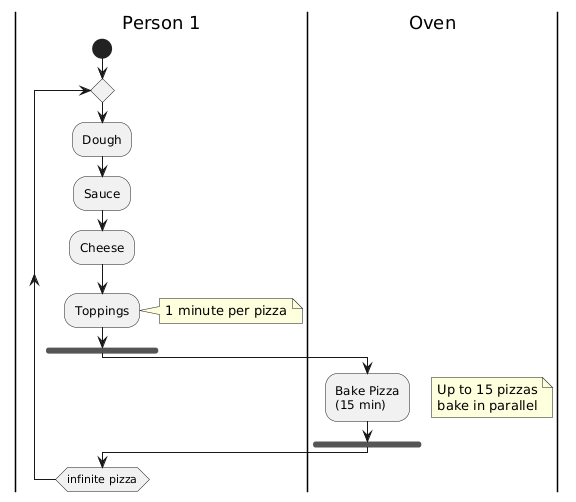 Person 1
Oven
Dough
Sauce
Cheese
Toppings
1 minute per pizza
Bake Pizza
(15 min)
Up to 15 pizzas
bake in parallel
infinite pizza